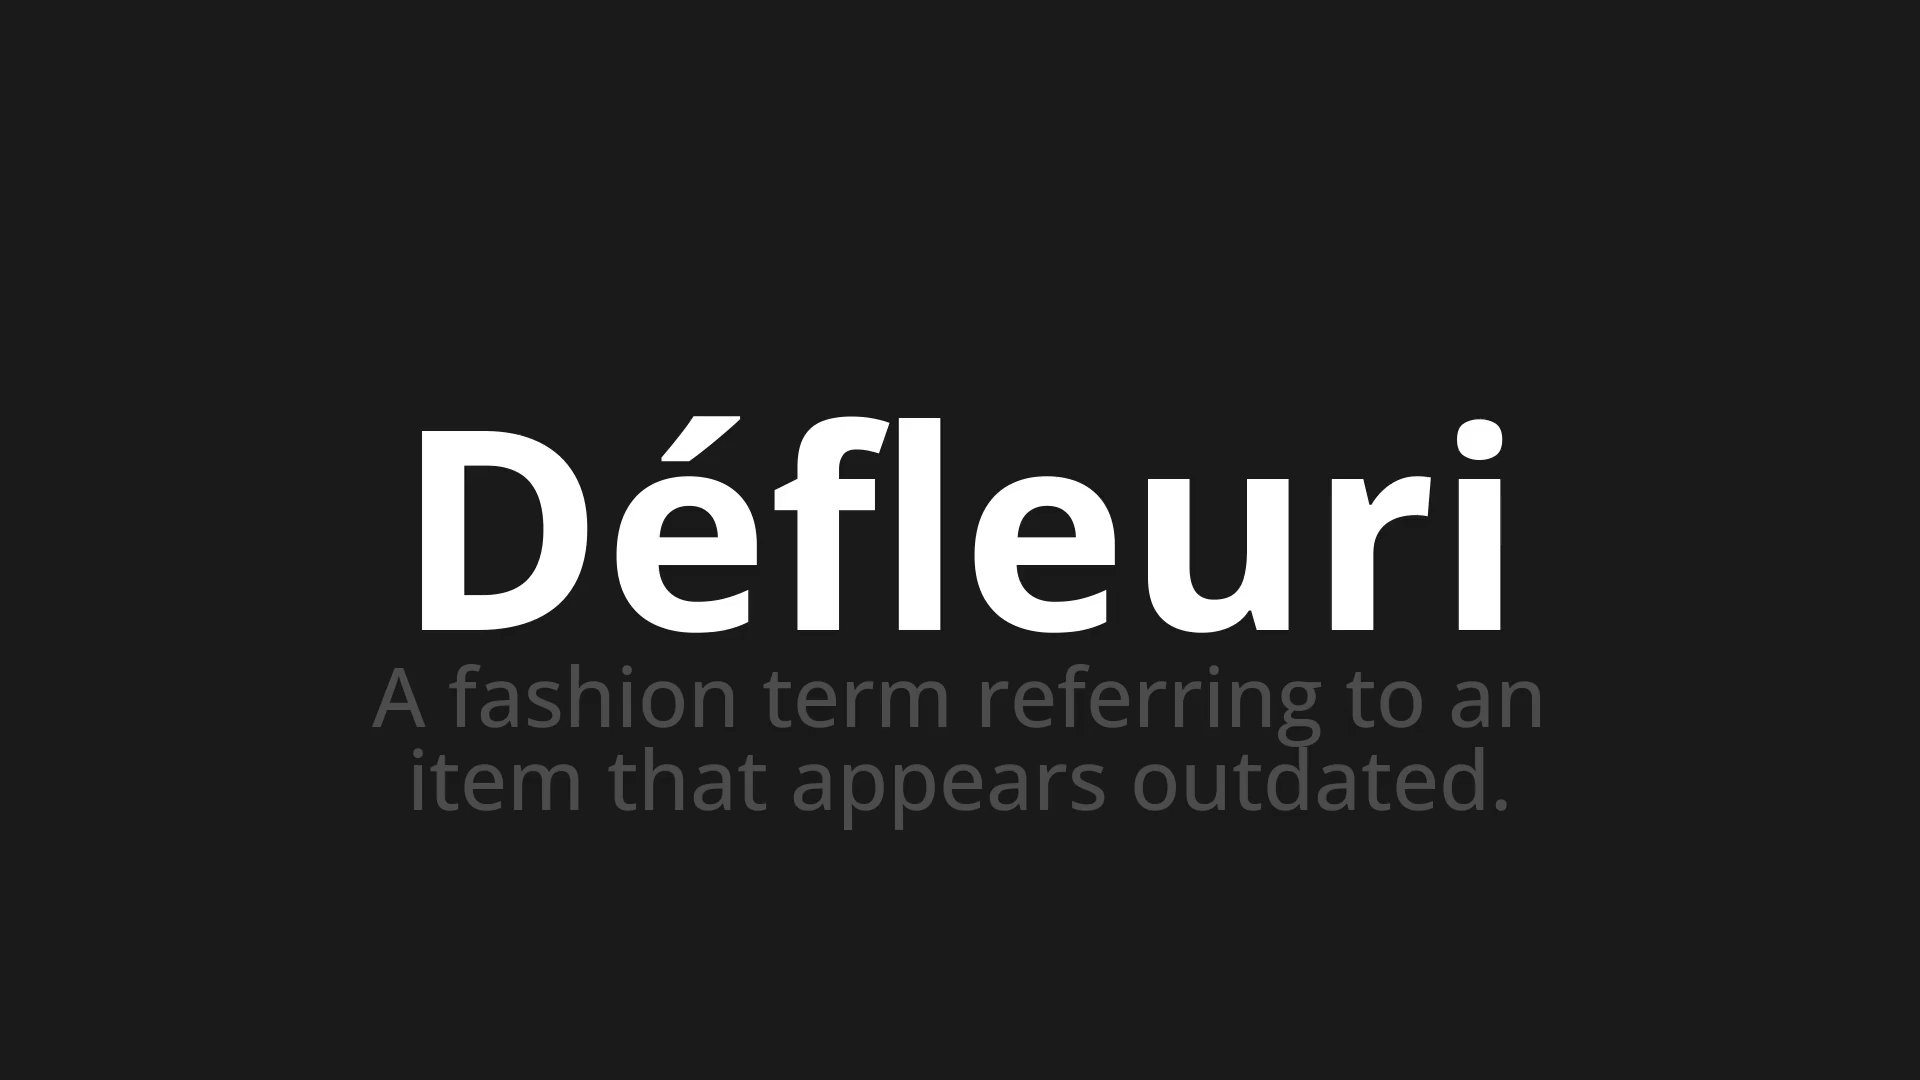 Défleuri
A fashion term referring to an
item that appears outdated.